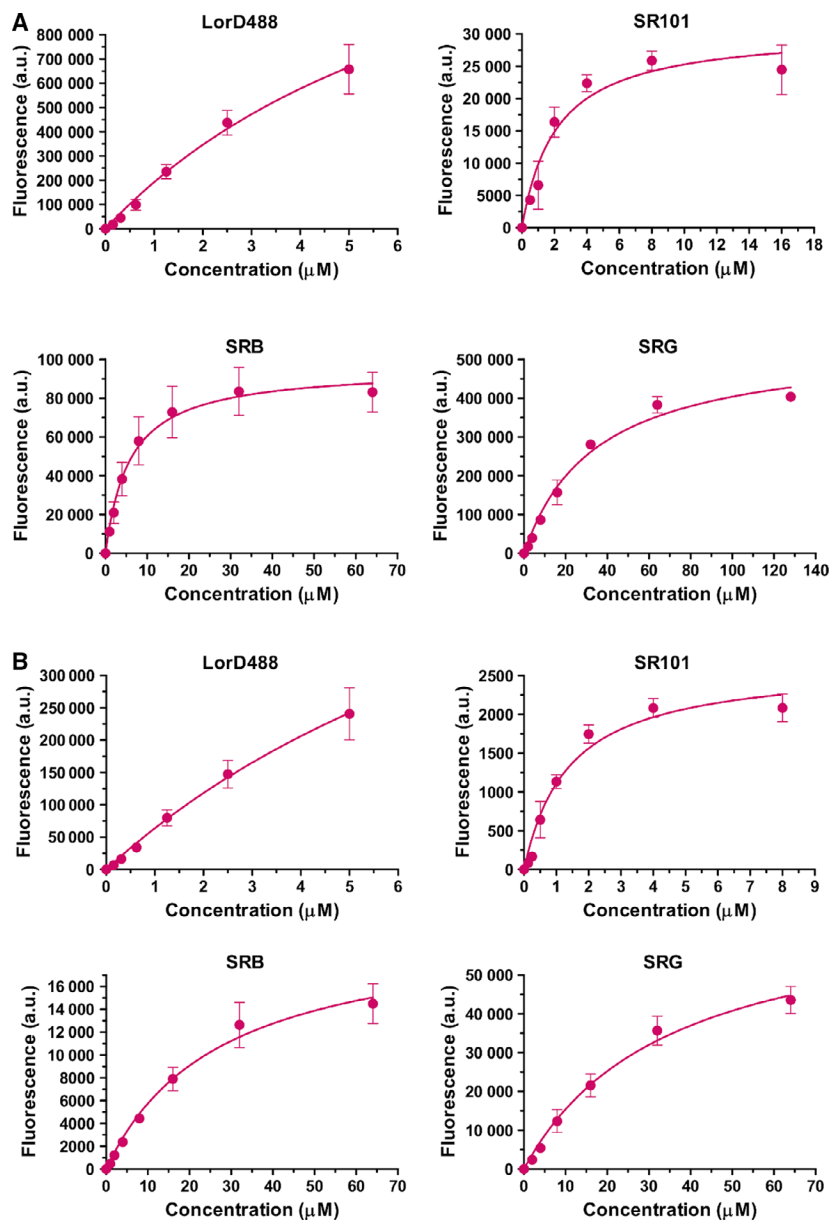 A
LorD488
Fluorescence (a.u.)
800 000
700 000
600 000
500 000
400 000
300 000
200 000
100 000
0
0 1 2 3 4 5 6
Concentration (μM)
SR101
Fluorescence (a.u.)
30 000
25 000
20 000
15 000
10 000
5000
0
0 2 4 6 8 10 12 14 16 18
Concentration (μM)
SRB
Fluorescence (a.u.)
100 000
80 000
60 000
40 000
20 000
0
0 10 20 30 40 50 60 70
Concentration (μM)
SRG
Fluorescence (a.u.)
500 000
400 000
300 000
200 000
100 000
0
0 20 40 60 80 100 120 140
Concentration (μM)
B
LorD488
Fluorescence (a.u.)
300 000
250 000
200 000
150 000
100 000
50 000
0
0 1 2 3 4 5 6
Concentration (μM)
SR101
Fluorescence (a.u.)
2500
2000
1500
1000
500
0
0 1 2 3 4 5 6 7 8 9
Concentration (μM)
SRB
Fluorescence (a.u.)
16 000
14 000
12 000
10 000
8000
6000
4000
2000
0
0 10 20 30 40 50 60 70
Concentration (μM)
SRG
Fluorescence (a.u.)
50 000
40 000
30 000
20 000
10 000
0
0 10 20 30 40 50 60 70
Concentration (μM)